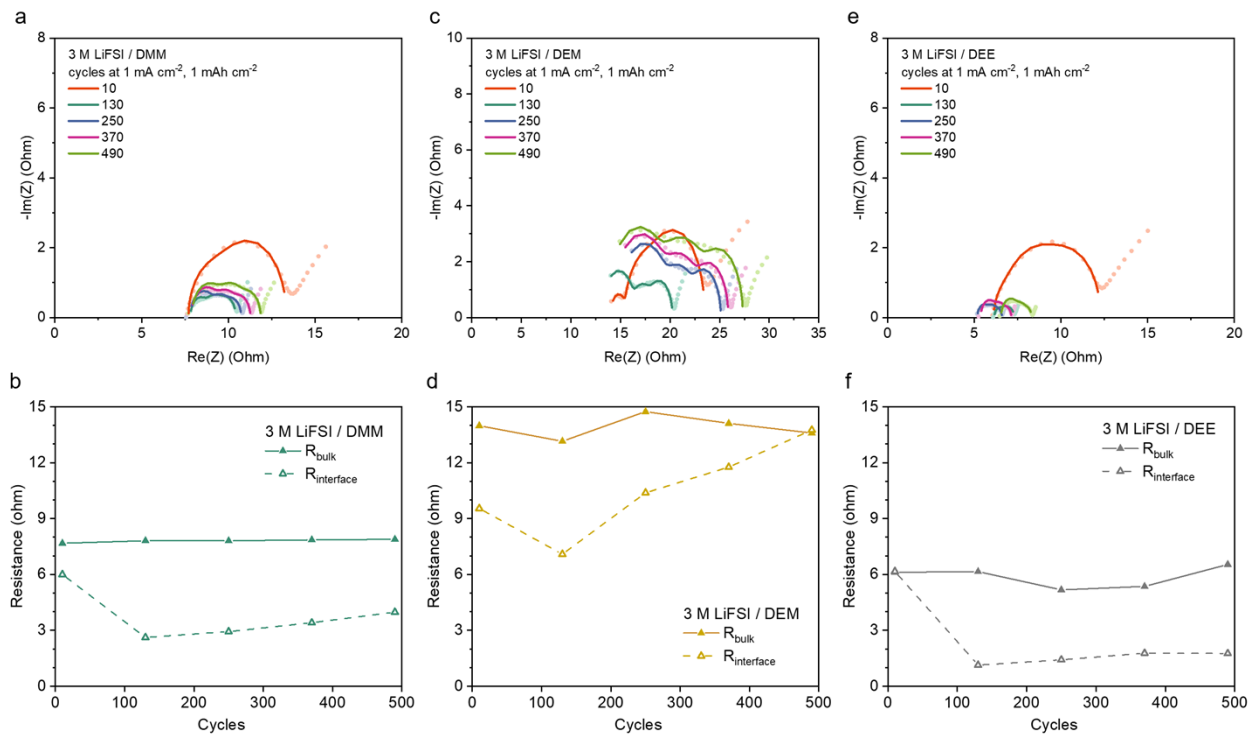 a
3 M LiFSI / DMM
cycles at 1 mA cm⁻², 1 mAh cm⁻²
10
130
250
370
490
8
6
4
2
0
-Im(Z) (Ohm)
0 5 10 15 20
Re(Z) (Ohm)
c
3 M LiFSI / DEM
cycles at 1 mA cm⁻², 1 mAh cm⁻²
10
130
250
370
490
10
9
8
7
6
5
4
3
2
1
0
-Im(Z) (Ohm)
10 15 20 25 30 35
Re(Z) (Ohm)
e
3 M LiFSI / DEE
cycles at 1 mA cm⁻², 1 mAh cm⁻²
10
130
250
370
490
8
6
4
2
0
-Im(Z) (Ohm)
0 5 10 15 20
Re(Z) (Ohm)
b
3 M LiFSI / DMM
R_bulk
R_interface
15
12
9
6
3
0
Resistance (ohm)
0 100 200 300 400 500
Cycles
d
3 M LiFSI / DEM
R_bulk
R_interface
15
14
12
10
8
6
4
2
0
Resistance (ohm)
0 100 200 300 400 500
Cycles
f
3 M LiFSI / DEE
R_bulk
R_interface
15
12
9
6
3
0
Resistance (ohm)
0 100 200 300 400 500
Cycles